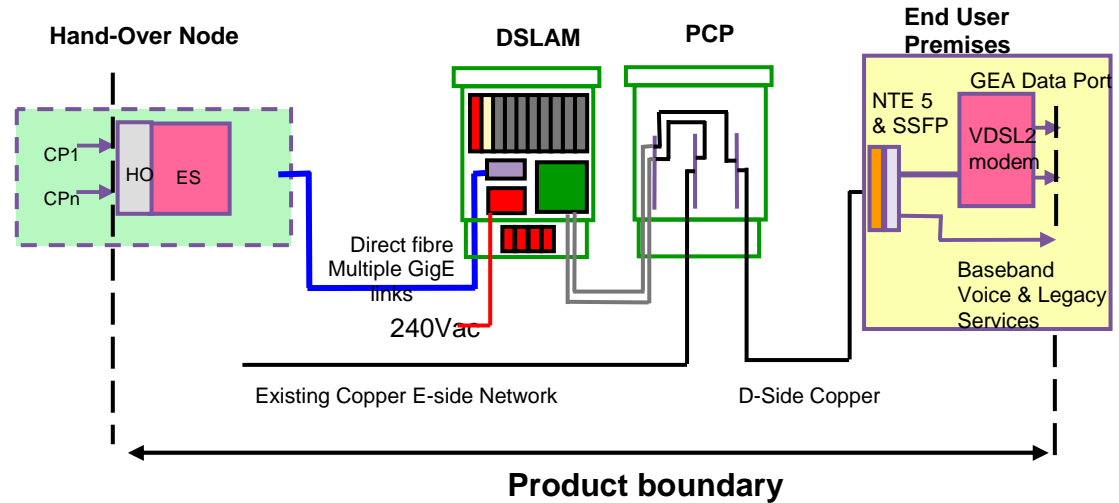 Hand-Over Node
DSLAM
PCP
End User
Premises
CP1
CPn
HO
ES
Direct fibre
Multiple GigE
links
240Vac
GEA Data Port
NTE 5
& SSFP
VDSL2
modem
Baseband
Voice & Legacy
Services
Existing Copper E-side Network
D-Side Copper
Product boundary